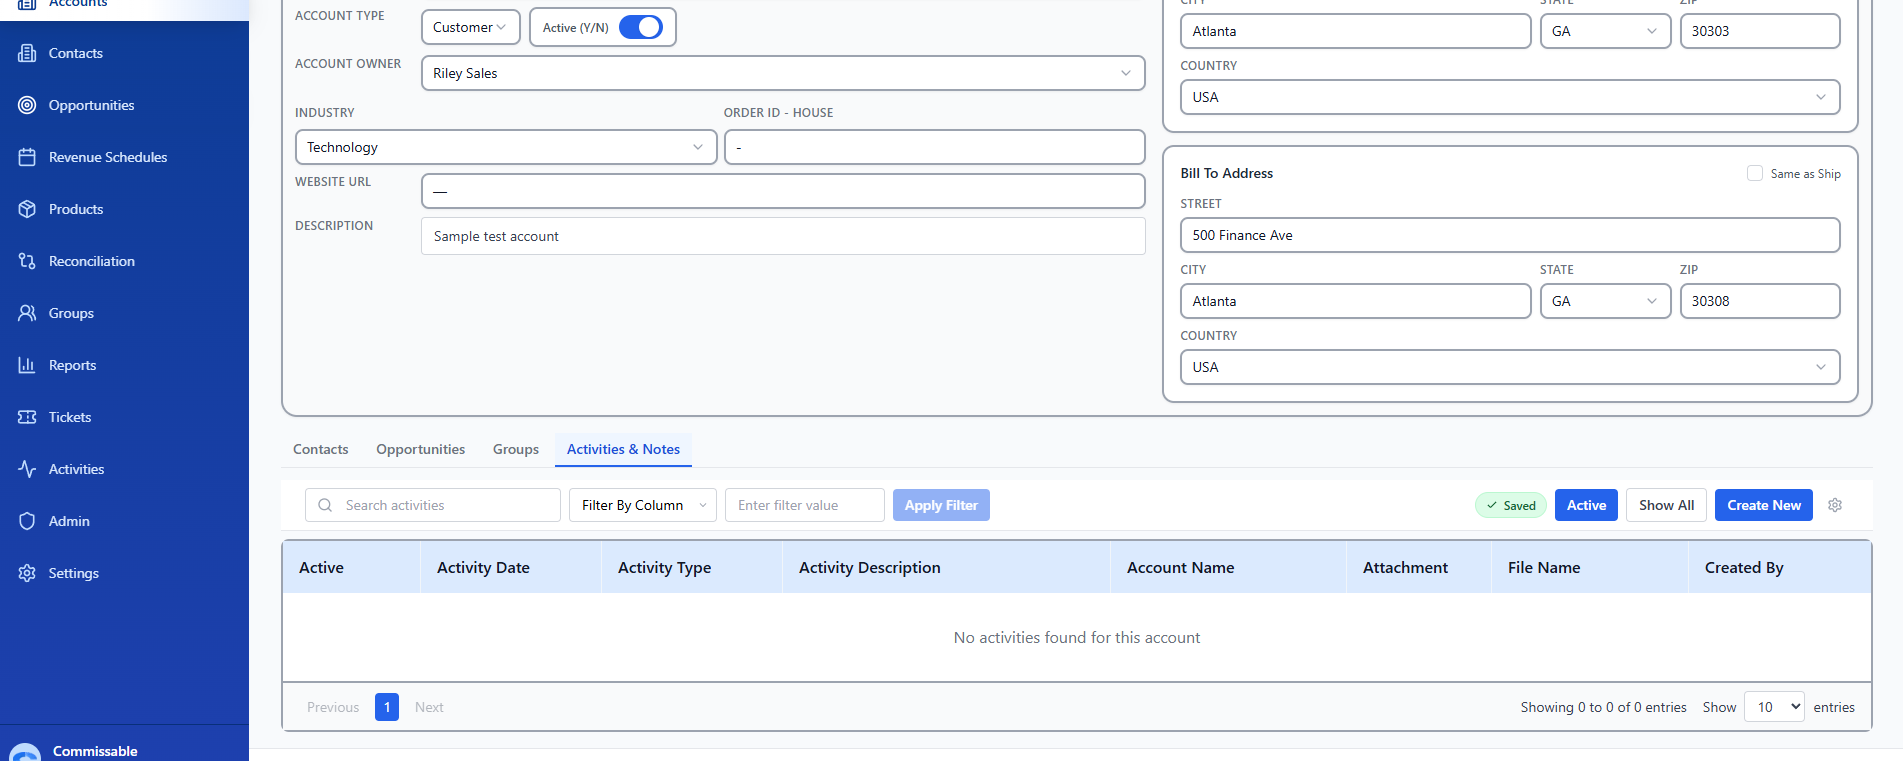 Accounts
Contacts
Opportunities
Revenue Schedules
Products
Reconciliation
Groups
Reports
Tickets
Activities
Admin
Settings
Commissable
ACCOUNT TYPE
Customer
Active (Y/N)
ACCOUNT OWNER
Riley Sales
INDUSTRY
ORDER ID - HOUSE
Technology
-
WEBSITE URL
—
DESCRIPTION
Sample test account
CITY
STATE
ZIP
Atlanta
GA
30303
COUNTRY
USA
Bill To Address
Same as Ship
STREET
500 Finance Ave
CITY
STATE
ZIP
Atlanta
GA
30308
COUNTRY
USA
Contacts
Opportunities
Groups
Activities & Notes
Search activities
Filter By Column
Enter filter value
Apply Filter
Saved
Active
Show All
Create New
Active
Activity Date
Activity Type
Activity Description
Account Name
Attachment
File Name
Created By
No activities found for this account
Previous
1
Next
Showing 0 to 0 of 0 entries
Show
10
entries